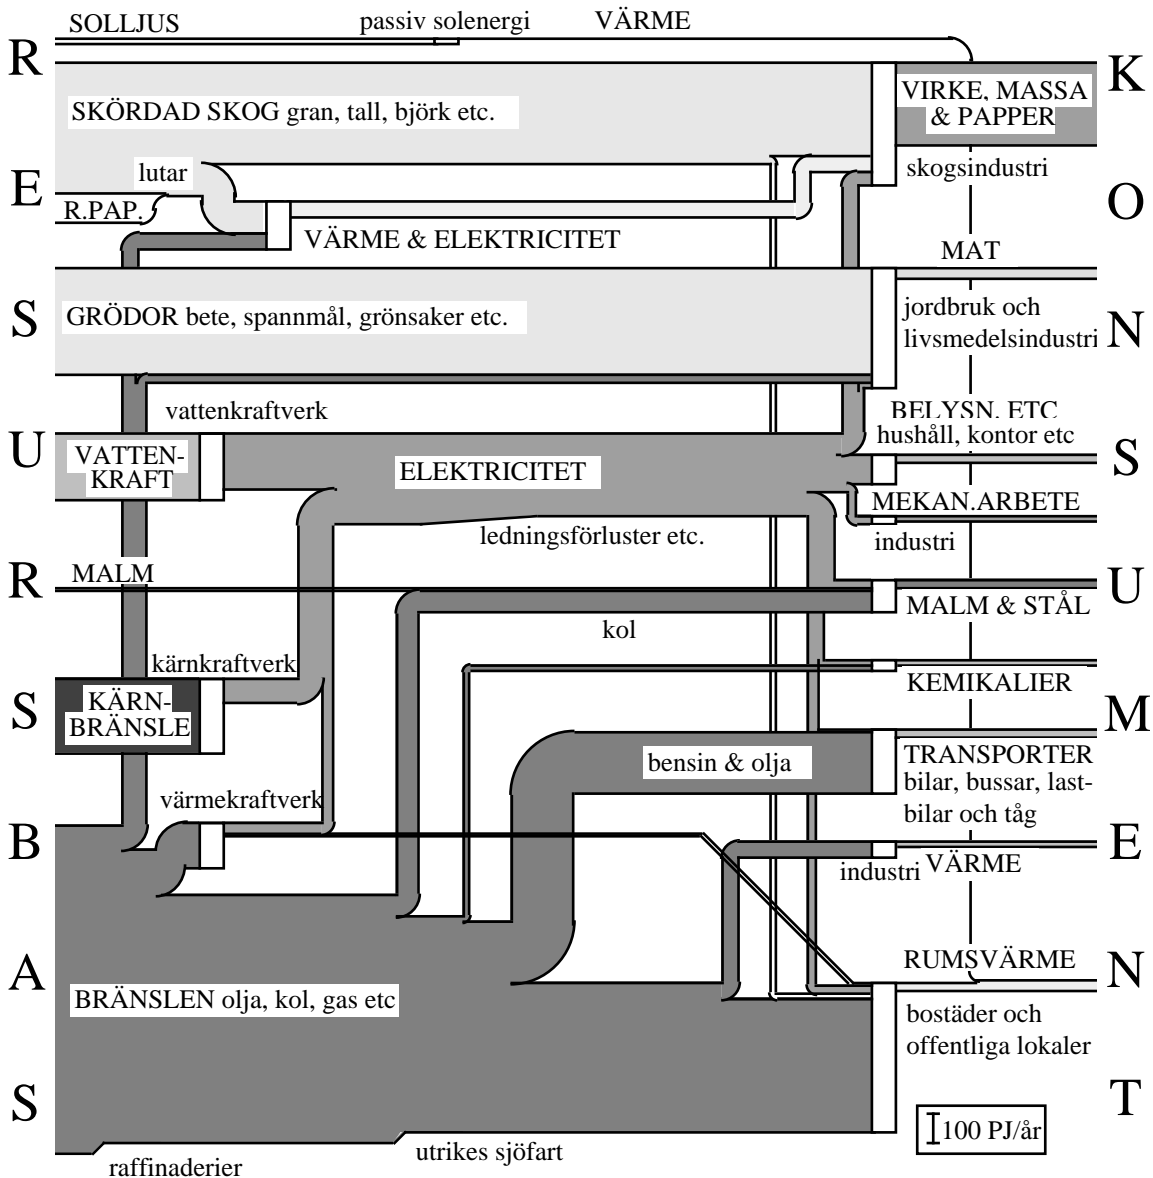 SOLLJUS
passiv solenergi
VÄRME
RESURSBAS
KONSUMENT
SKÖRDAD SKOG gran, tall, björk etc.
VIRKE, MASSA
& PAPPER
lutar
skogsindustri
R.PAP.
VÄRME & ELEKTRICITET
MAT
GRÖDOR bete, spannmål, grönsaker etc.
jordbruk och
livsmedelsindustri
vattenkraftverk
BELYSN. ETC
hushåll, kontor etc
VATTEN-
KRAFT
ELEKTRICITET
MEKAN.ARBETE
ledningsförluster etc.
industri
MALM
MALM & STÅL
kol
kärnkraftverk
KEMIKALIER
KÄRN-
BRÄNSLE
bensin & olja
TRANSPORTER
bilar, bussar, last-
bilar och tåg
värmekraftverk
industri
VÄRME
RUMSVÄRME
BRÄNSLEN olja, kol, gas etc
bostäder och
offentliga lokaler
100 PJ/år
utrikes sjöfart
raffinaderier